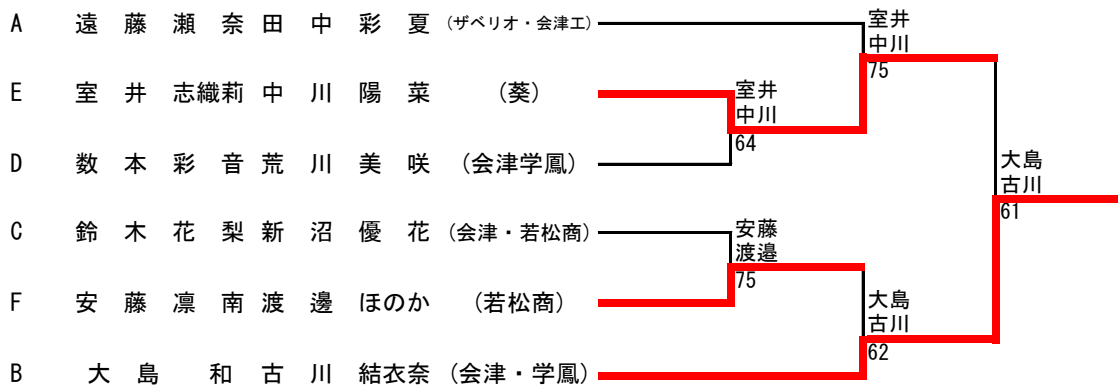 A 遠藤瀬奈 田中彩夏 (ザベリオ・会津工)
室井
中川
75
E 室井志織莉 中川陽菜 (葵)
室井
中川
64
D 数本彩音 荒川美咲 (会津学鳳)
大島
古川
61
C 鈴木花梨 新沼優花 (会津・若松商)
安藤
渡邉
75
F 安藤凛南 渡邊ほのか (若松商)
大島
古川
62
B 大島和 古川結衣奈 (会津・学鳳)